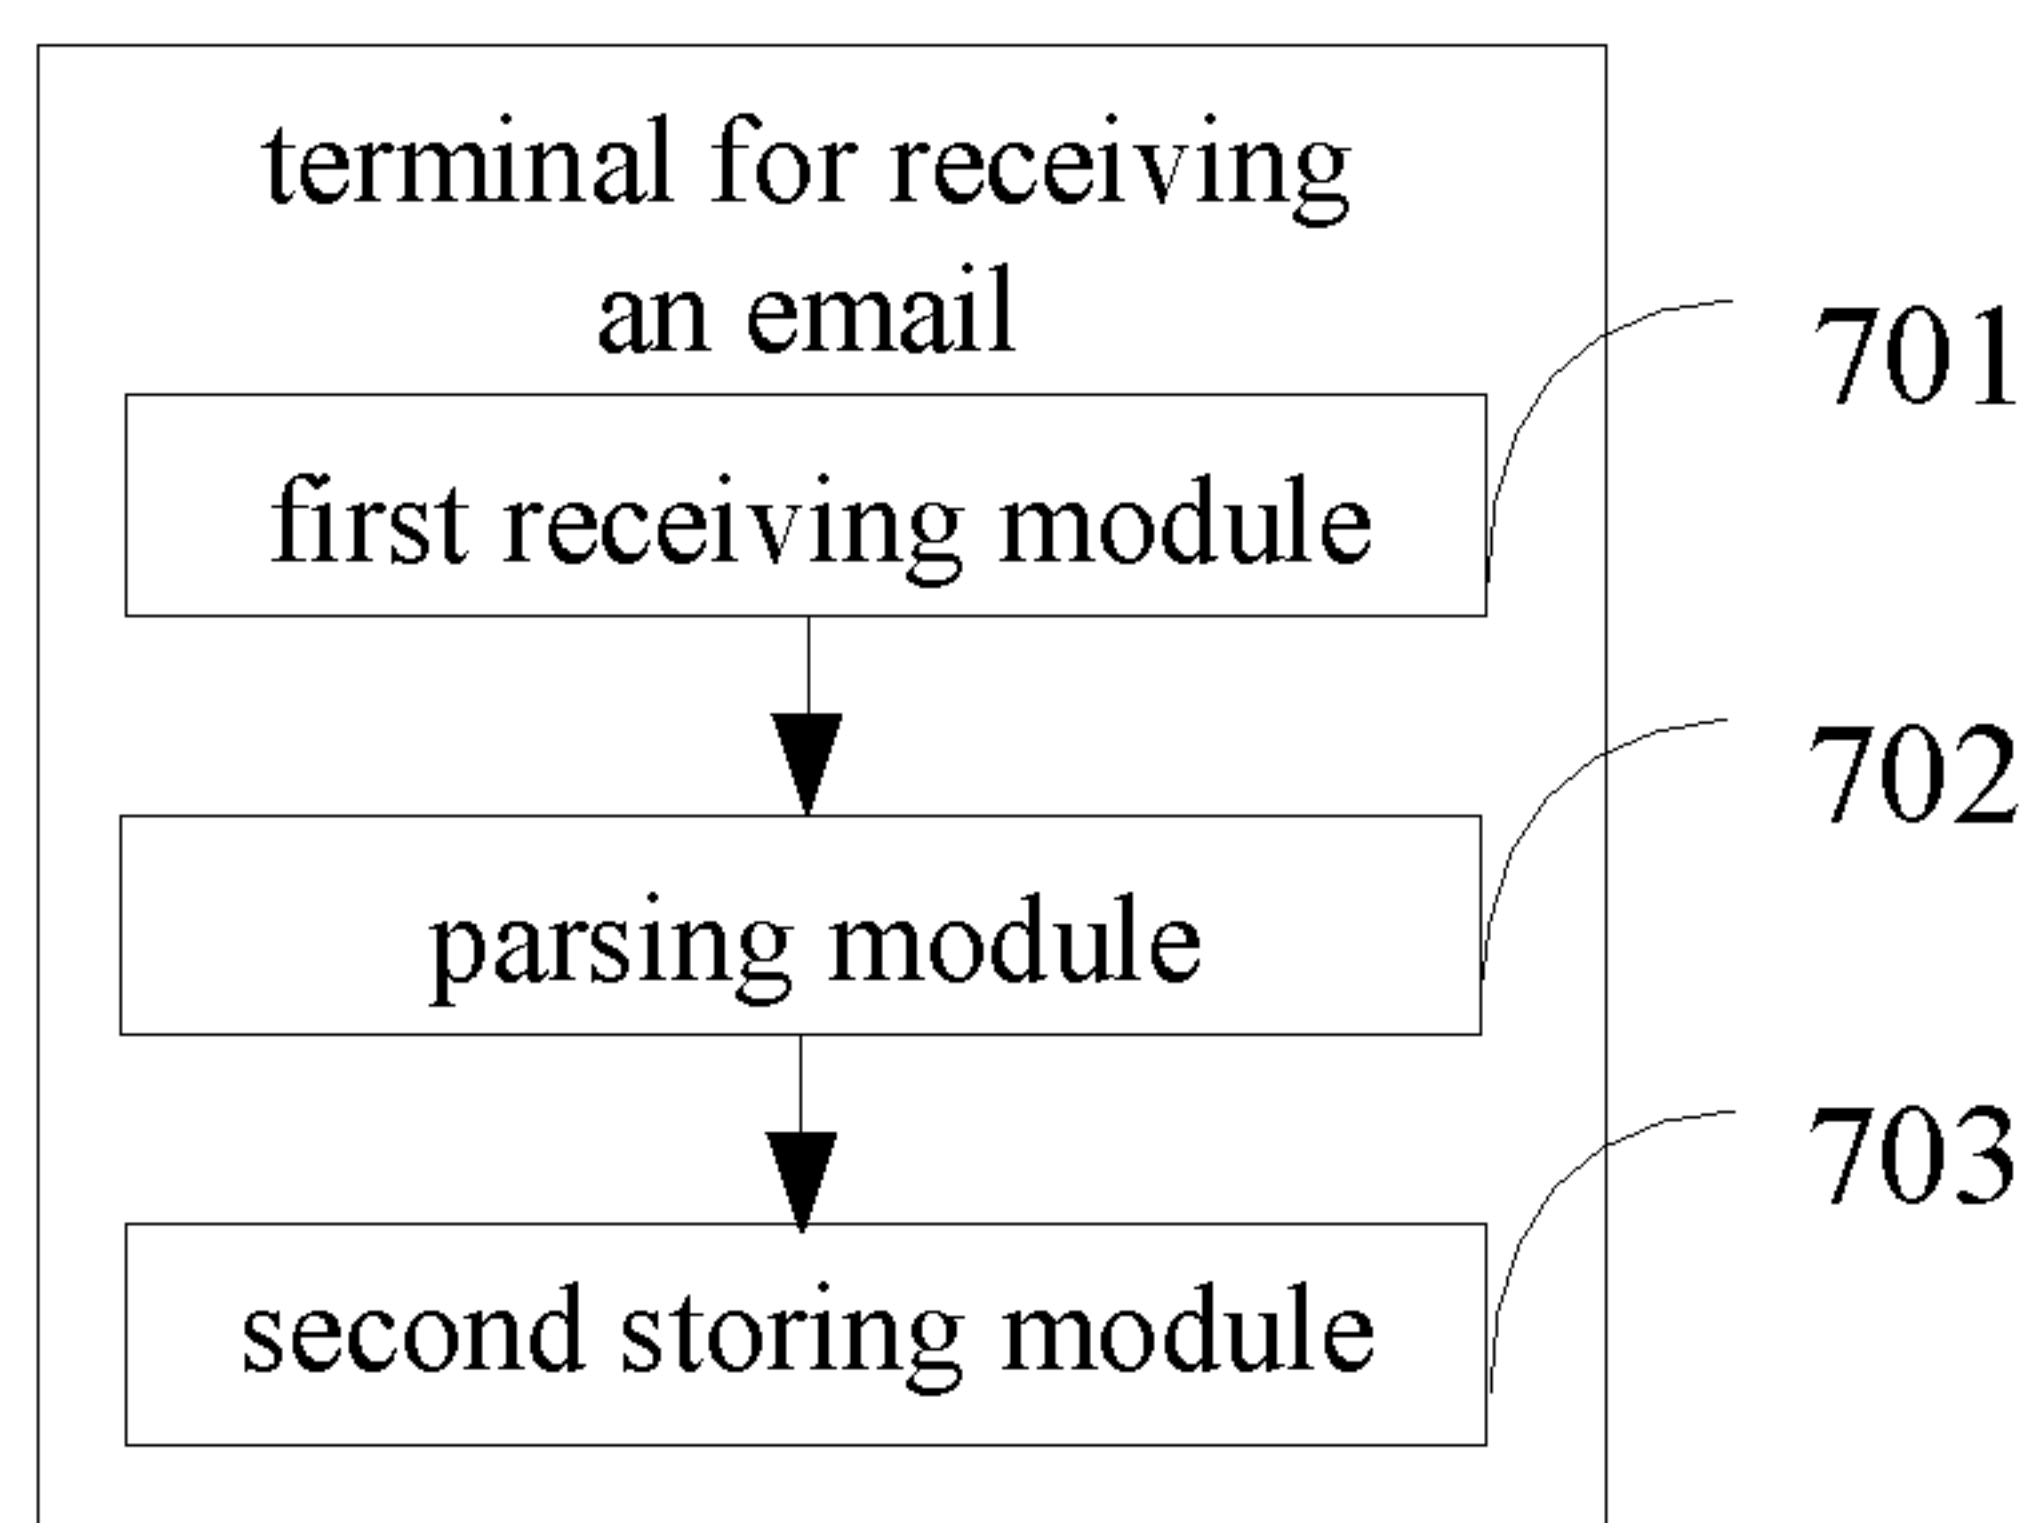 terminal for receiving
an email
701
first receiving module
702
parsing module
703
second storing module